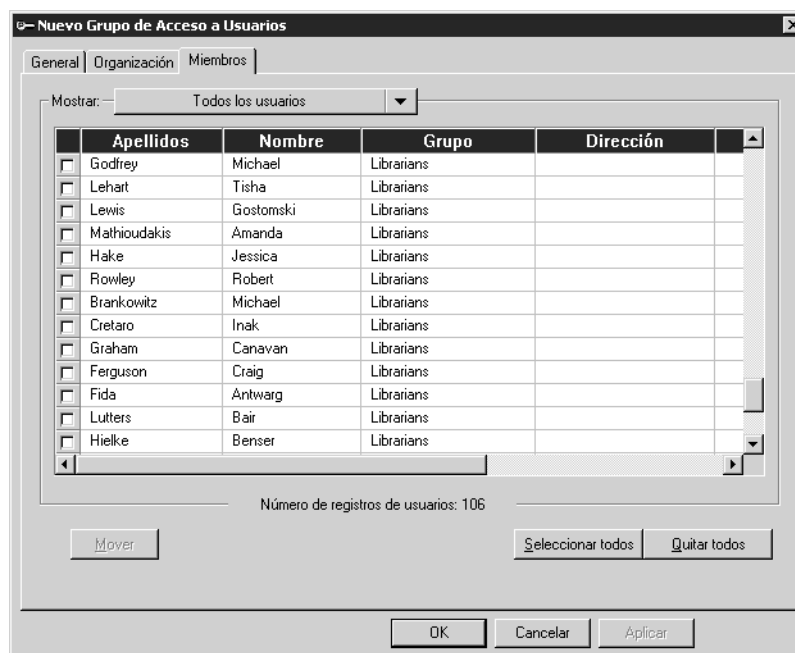 Nuevo Grupo de Acceso a Usuarios
General Organización Miembros
Mostrar: Todos los usuarios
Apellidos Nombre Grupo Dirección
Godfrey Michael Librarians
Lehart Tisha Librarians
Lewis Gostomski Librarians
Mathioudakis Amanda Librarians
Hake Jessica Librarians
Rowley Robert Librarians
Brankowitz Michael Librarians
Cretaro Inak Librarians
Graham Canavan Librarians
Ferguson Craig Librarians
Fida Antwarg Librarians
Lutters Bair Librarians
Hielke Benser Librarians
Número de registros de usuarios: 106
Mover Seleccionar todos Quitar todos
OK Cancelar Aplicar